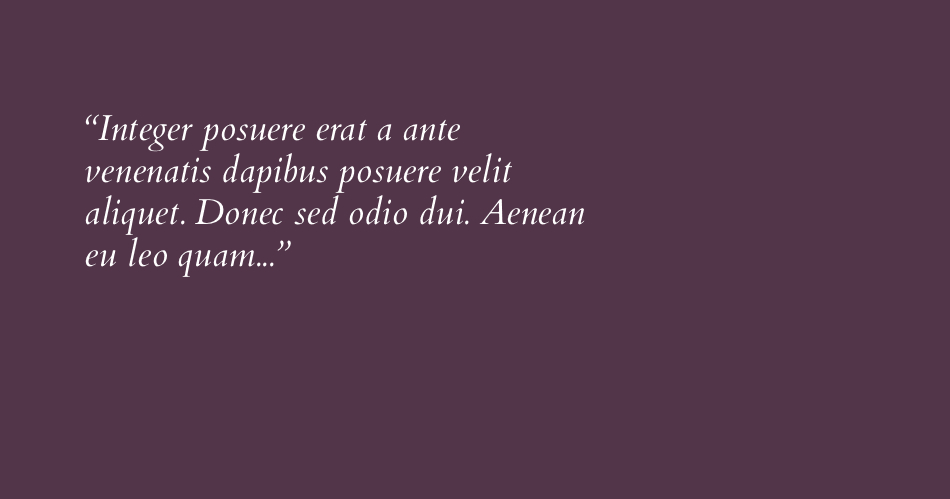 “Integer posuere erat a ante
venenatis dapibus posuere velit
aliquet. Donec sed odio dui. Aenean
eu leo quam...”